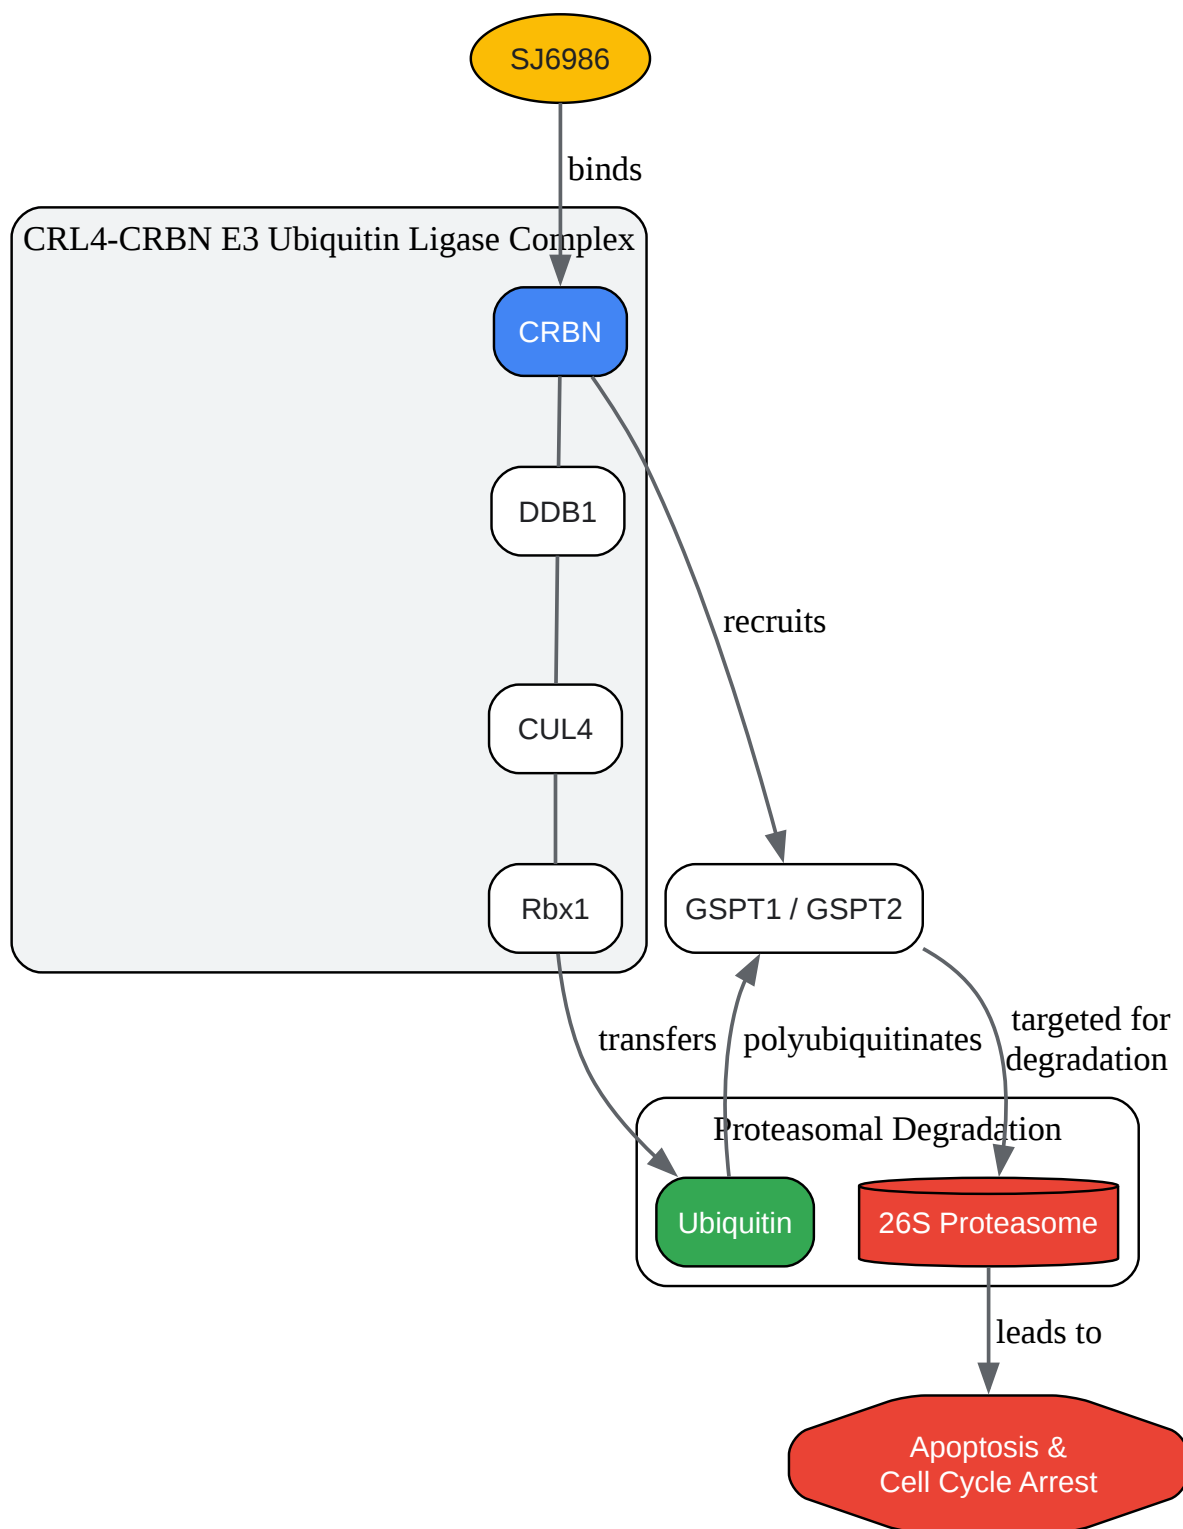 SJ6986
binds
CRL4-CRBN E3 Ubiquitin Ligase Complex
CRBN
DDB1
recruits
CUL4
Rbx1
GSPT1 / GSPT2
transfers
polyubiquitinates
targeted for
degradation
Proteasomal Degradation
Ubiquitin
26S Proteasome
leads to
Apoptosis &
Cell Cycle Arrest